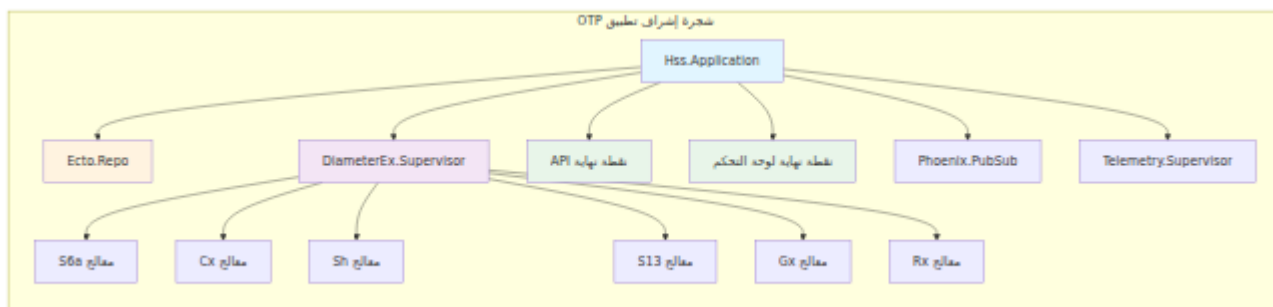 شجرة إشراف تطبيق OTP
Hss.Application
Ecto.Repo
DiameterEx.Supervisor
نقطة نهاية API
نقطة نهاية لوحة التحكم
Phoenix.PubSub
Telemetry.Supervisor
معالج S6a
معالج Cx
معالج Sh
معالج S13
معالج Gx
معالج Rx